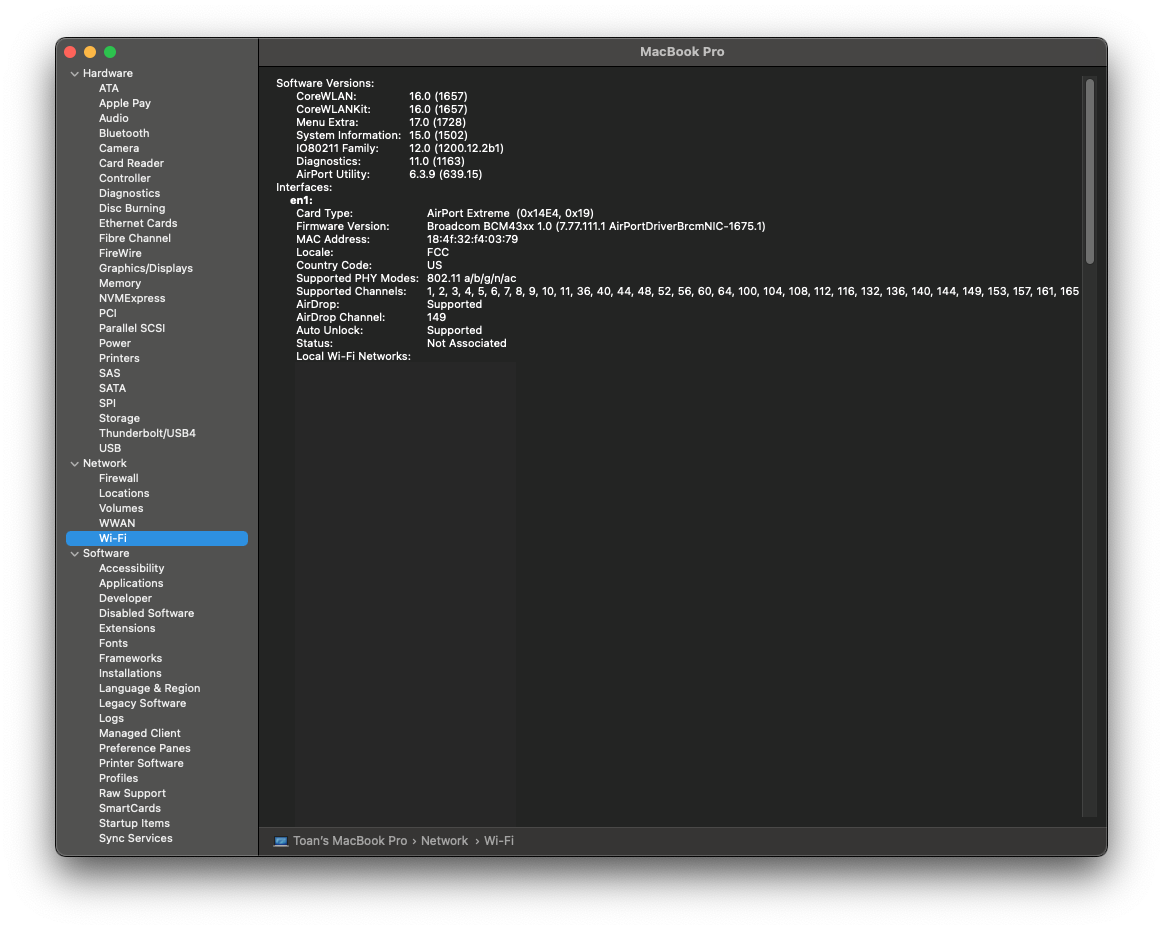 MacBook Pro
Hardware
ATA
Apple Pay
Audio
Bluetooth
Camera
Card Reader
Controller
Diagnostics
Disc Burning
Ethernet Cards
Fibre Channel
FireWire
Graphics/Displays
Memory
NVMExpress
PCI
Parallel SCSI
Power
Printers
SAS
SATA
SPI
Storage
Thunderbolt/USB4
USB
Network
Firewall
Locations
Volumes
WWAN
Wi-Fi
Software
Accessibility
Applications
Developer
Disabled Software
Extensions
Fonts
Frameworks
Installations
Language & Region
Legacy Software
Logs
Managed Client
Preference Panes
Printer Software
Profiles
Raw Support
SmartCards
Startup Items
Sync Services
Software Versions:
CoreWLAN: 16.0 (1657)
CoreWLANKit: 16.0 (1657)
Menu Extra: 17.0 (1728)
System Information: 15.0 (1502)
IO80211 Family: 12.0 (1200.12.2b1)
Diagnostics: 11.0 (1163)
AirPort Utility: 6.3.9 (639.15)
Interfaces:
en1:
Card Type: AirPort Extreme (0x14E4, 0x19)
Firmware Version: Broadcom BCM43xx 1.0 (7.77.111.1 AirPortDriverBrcmNIC-1675.1)
MAC Address: 18:4f:32:f4:03:79
Locale: FCC
Country Code: US
Supported PHY Modes: 802.11 a/b/g/n/ac
Supported Channels: 1, 2, 3, 4, 5, 6, 7, 8, 9, 10, 11, 36, 40, 44, 48, 52, 56, 60, 64, 100, 104, 108, 112, 116, 132, 136, 140, 144, 149, 153, 157, 161, 165
AirDrop: Supported
AirDrop Channel: 149
Auto Unlock: Supported
Status: Not Associated
Local Wi-Fi Networks:
Toan's MacBook Pro › Network › Wi-Fi